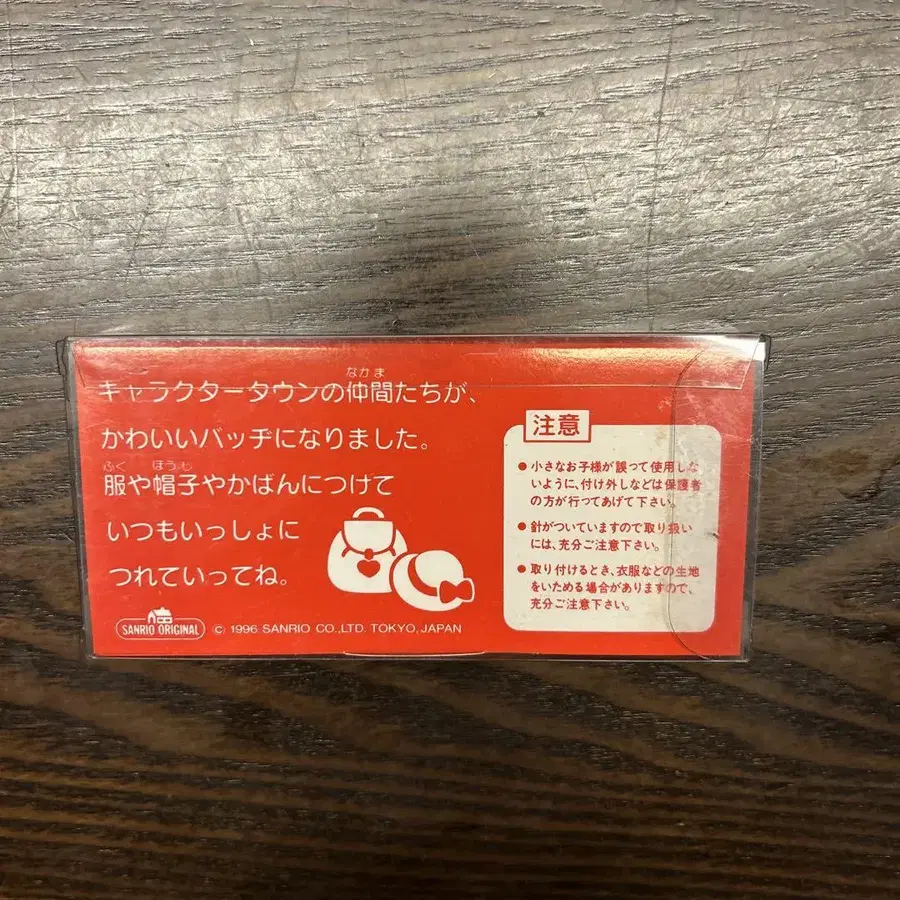 なかま
キャラクタータウンの仲間たちが、
かわいいバッヂになりました。
ふく ぼうし
服や帽子やかばんにつけて
いつもいっしょに
つれていってね。
SANRIO ORIGINAL © 1996 SANRIO CO.,LTD. TOKYO, JAPAN
注意
●小さなお子様が誤って使用しな
いように、付け外しなどは保護者
の方が行ってあげて下さい。
●針がついていますので取り扱い
には、充分ご注意下さい。
●取り付けるとき、衣服などの生地
をいためる場合がありますので、
充分ご注意下さい。